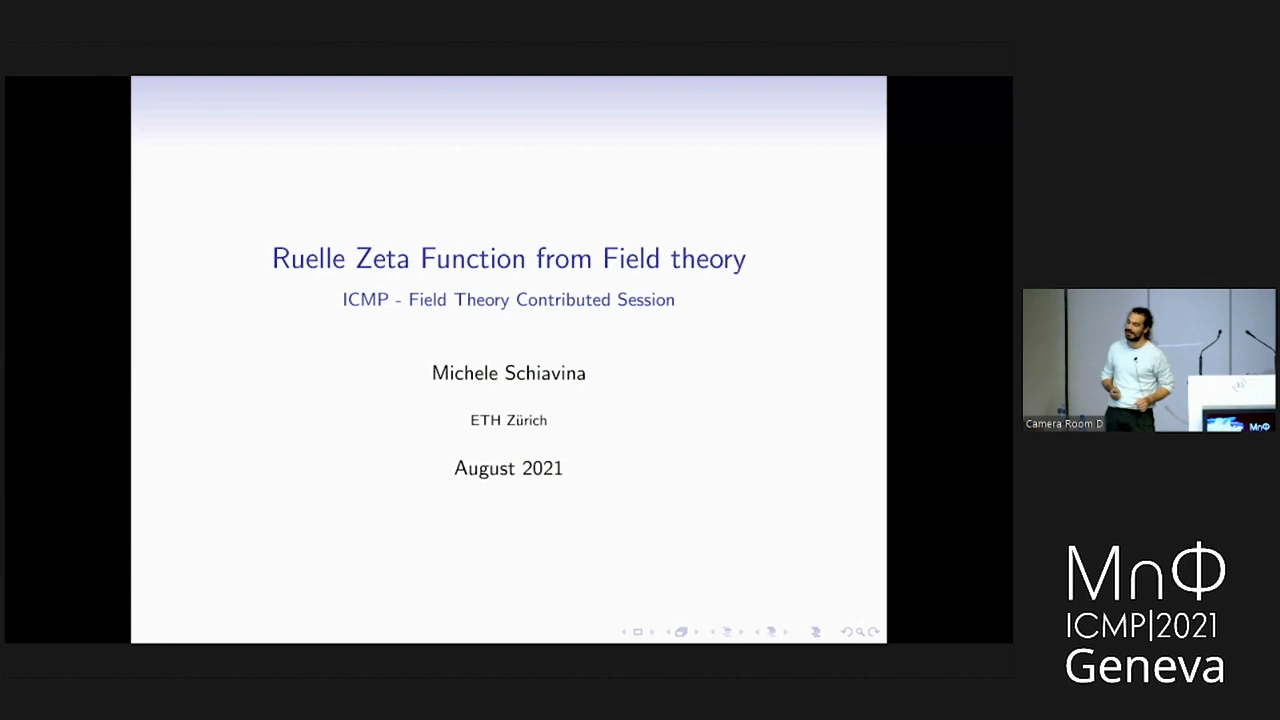 Ruelle Zeta Function from Field theory
ICMP - Field Theory Contributed Session
Michele Schiavina
ETH Zürich
August 2021
Camera Room D
M∩Φ
M∩Φ
ICMP|2021
Geneva